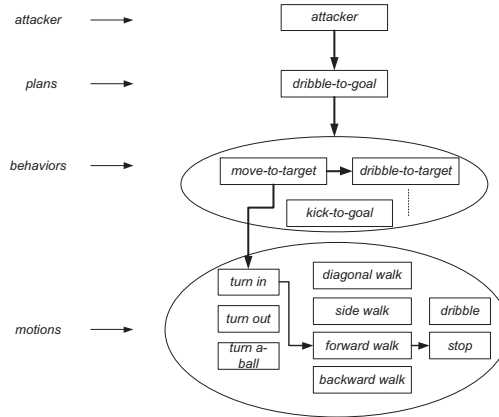 attacker
attacker
plans
dribble-to-goal
behaviors
move-to-target
dribble-to-target
kick-to-goal
motions
turn in
turn out
turn a-
ball
diagonal walk
side walk
forward walk
backward walk
dribble
stop